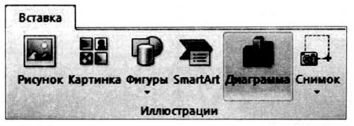 Вставка
Рисунок Картинка Фигуры SmartArt Диаграмма Снимок
Иллюстрации